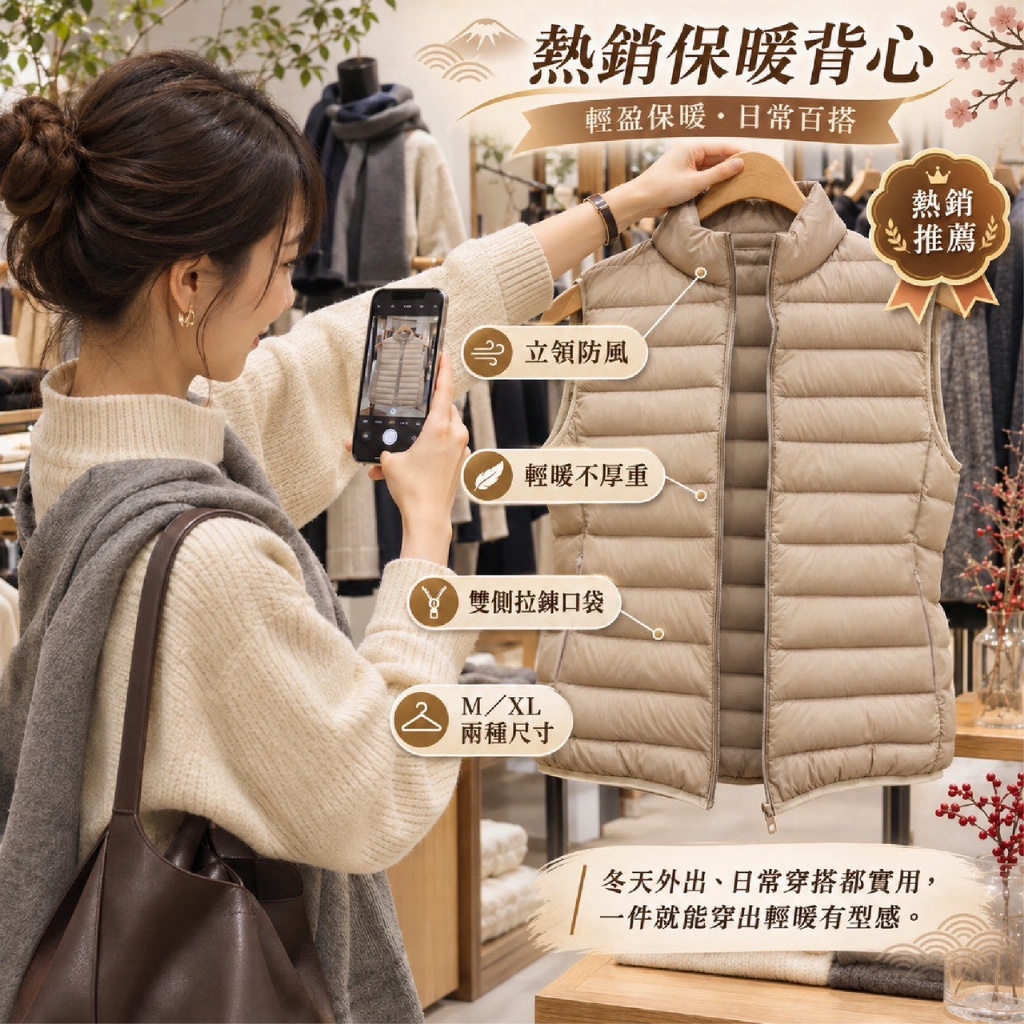 熱銷保暖背心
輕盈保暖・日常百搭
熱銷
推薦
立領防風
輕暖不厚重
雙側拉鍊口袋
M／XL
兩種尺寸
冬天外出、日常穿搭都實用，
一件就能穿出輕暖有型感。